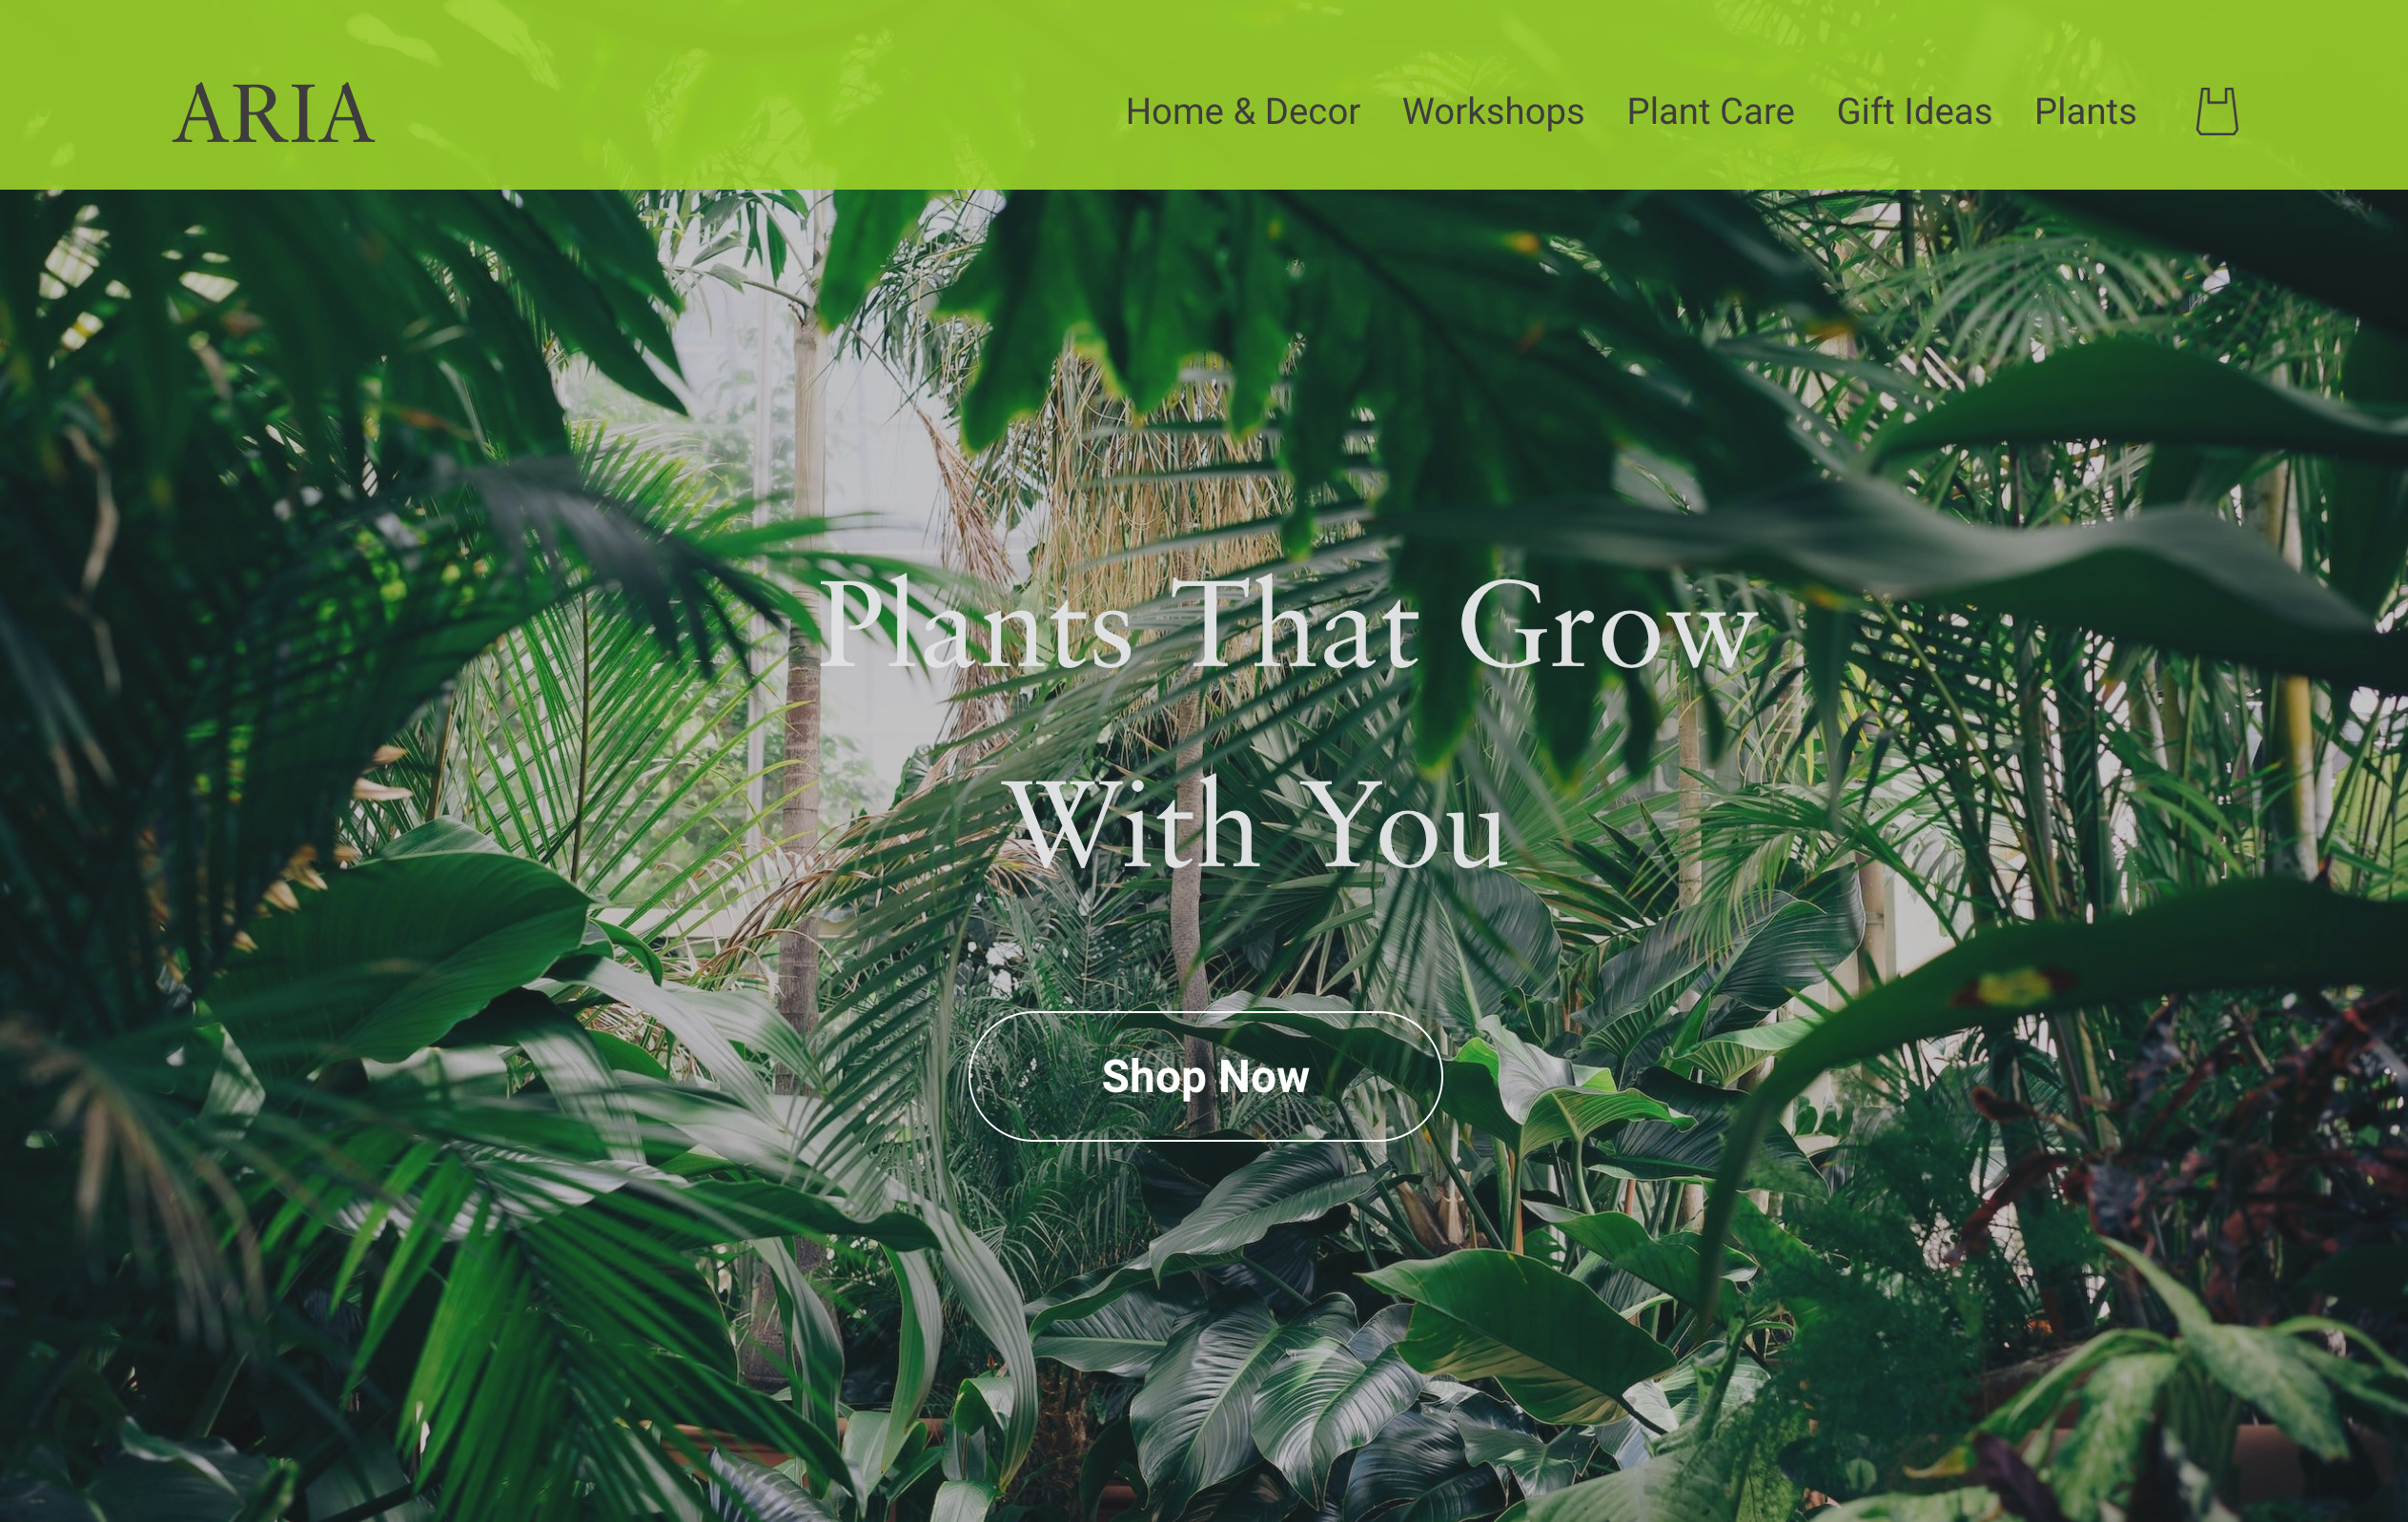 ARIA
Home & Decor Workshops Plant Care Gift Ideas Plants
Plants That Grow
With You
Shop Now